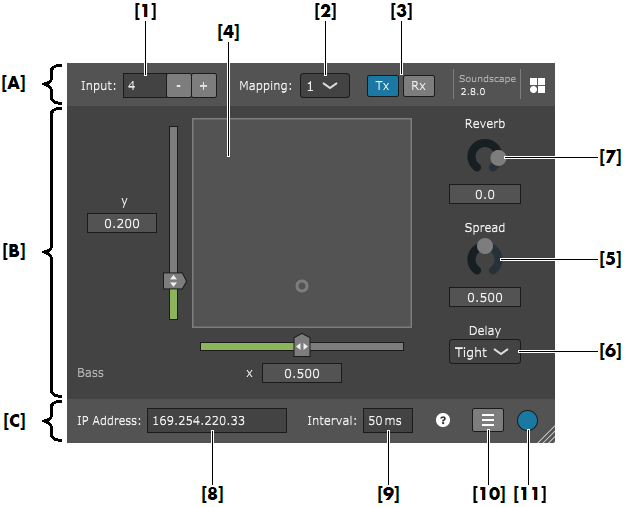 [1] [2] [3]
[4]
[A] Input: 4 - + Mapping: 1 Tx Rx Soundscape
2.8.0
[B]
Reverb
[7]
0.0
y
0.200
Spread
[5]
0.500
Delay
Tight [6]
Bass x 0.500
[C] IP Address: 169.254.220.33 Interval: 50 ms ?
[8] [9] [10] [11]